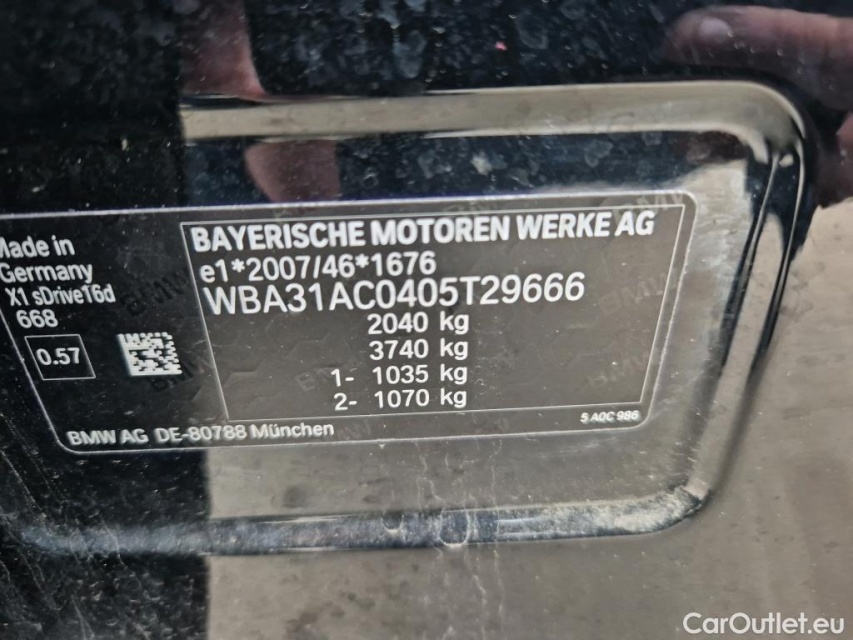 Made in
Germany
X1 sDrive16d
668
0.57
BAYERISCHE MOTOREN WERKE AG
e1*2007/46*1676
WBA31AC0405T29666
2040 kg
3740 kg
1- 1035 kg
2- 1070 kg
5 A0C 986
BMW AG DE-80788 München
CarOutlet.eu